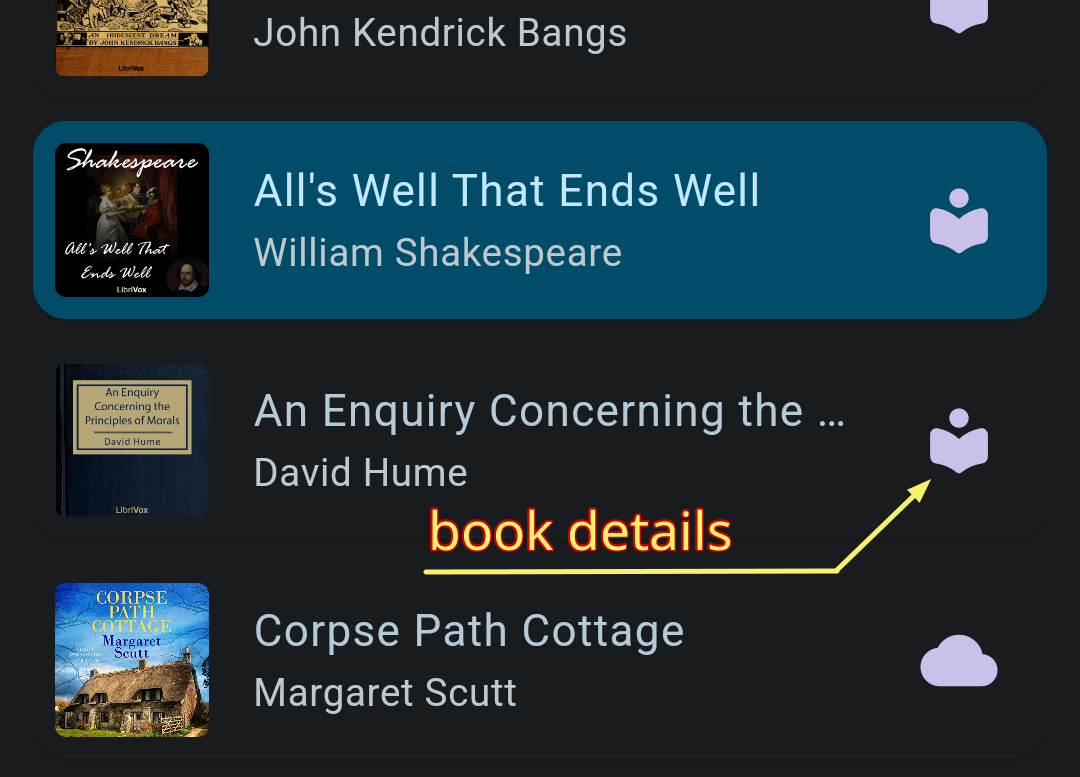 AN IRIDESCENT DREAM
BY JOHN KENDRICK BANGS
LibriVox
John Kendrick Bangs
Shakespeare
All's Well That
Ends Well
LibriVox
All's Well That Ends Well
William Shakespeare
An Enquiry
Concerning the
Principles of Morals
David Hume
LibriVox
An Enquiry Concerning the …
David Hume
book details
CORPSE
PATH
COTTAGE
Margaret
Scutt
Corpse Path Cottage
Margaret Scutt